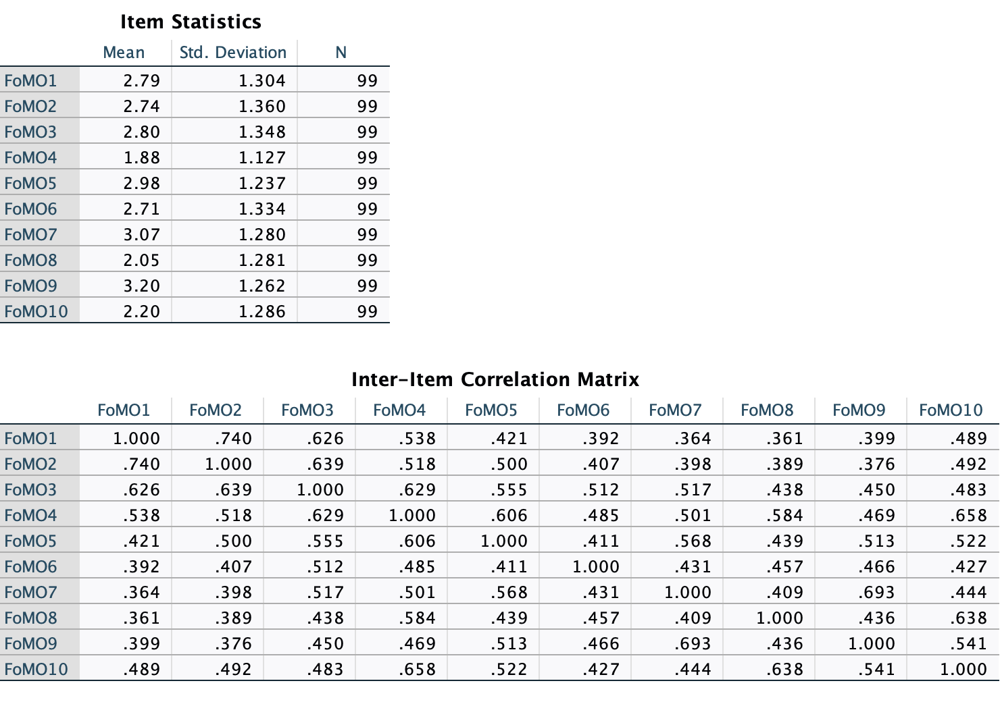 Item Statistics
Mean Std. Deviation N
FoMO1 2.79 1.304 99
FoMO2 2.74 1.360 99
FoMO3 2.80 1.348 99
FoMO4 1.88 1.127 99
FoMO5 2.98 1.237 99
FoMO6 2.71 1.334 99
FoMO7 3.07 1.280 99
FoMO8 2.05 1.281 99
FoMO9 3.20 1.262 99
FoMO10 2.20 1.286 99
Inter-Item Correlation Matrix
FoMO1 FoMO2 FoMO3 FoMO4 FoMO5 FoMO6 FoMO7 FoMO8 FoMO9 FoMO10
FoMO1 1.000 .740 .626 .538 .421 .392 .364 .361 .399 .489
FoMO2 .740 1.000 .639 .518 .500 .407 .398 .389 .376 .492
FoMO3 .626 .639 1.000 .629 .555 .512 .517 .438 .450 .483
FoMO4 .538 .518 .629 1.000 .606 .485 .501 .584 .469 .658
FoMO5 .421 .500 .555 .606 1.000 .411 .568 .439 .513 .522
FoMO6 .392 .407 .512 .485 .411 1.000 .431 .457 .466 .427
FoMO7 .364 .398 .517 .501 .568 .431 1.000 .409 .693 .444
FoMO8 .361 .389 .438 .584 .439 .457 .409 1.000 .436 .638
FoMO9 .399 .376 .450 .469 .513 .466 .693 .436 1.000 .541
FoMO10 .489 .492 .483 .658 .522 .427 .444 .638 .541 1.000